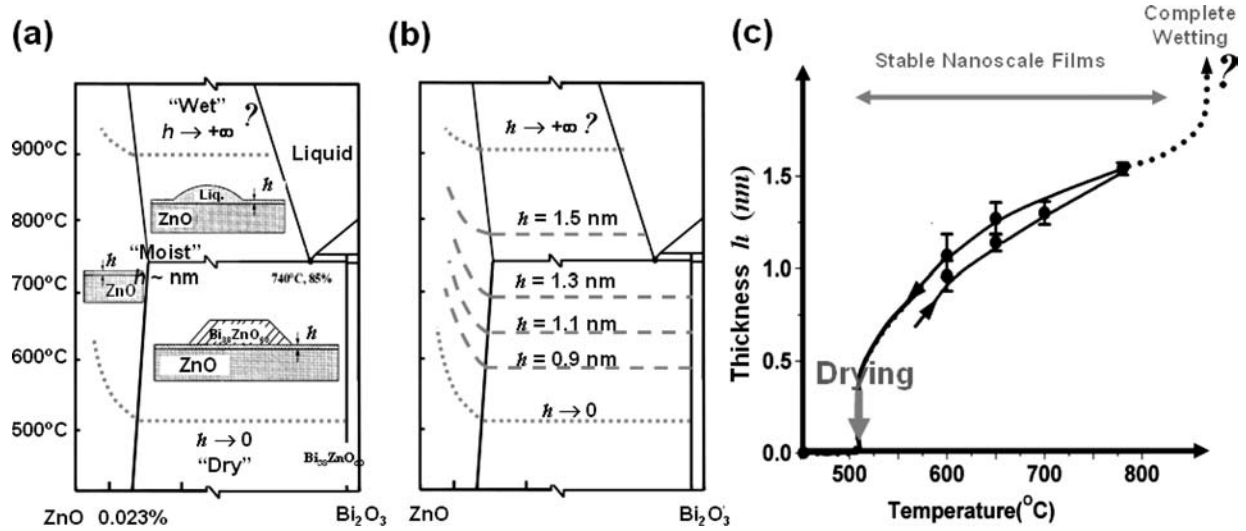 (a)
"Wet"
h → +∞ ?
Liquid
900°C
h
Liq.
ZnO
800°C
"Moist"
h
h ~ nm
ZnO
740°C, 85%
700°C
h
ZnO
600°C
500°C
h → 0
"Dry"
ZnO 0.023%
Bi₂O₃
(b)
h → +∞ ?
h = 1.5 nm
h = 1.3 nm
h = 1.1 nm
h = 0.9 nm
h → 0
ZnO
Bi₂O₃
(c)
Complete
Wetting
?
Stable Nanoscale Films
Thickness h (nm)
1.5
1.0
0.5
0.0
Drying
500 600 700 800
Temperature(°C)